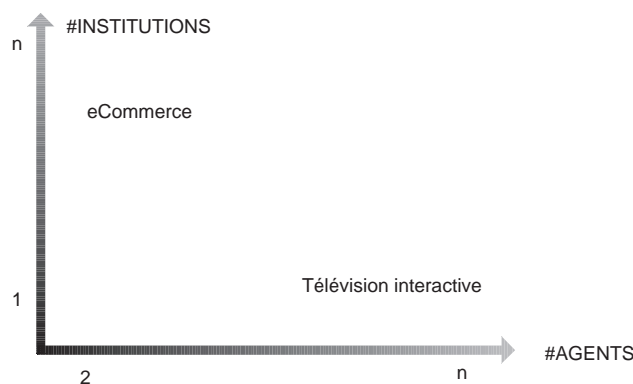 #INSTITUTIONS
n
eCommerce
Télévision interactive
1
#AGENTS
2
n